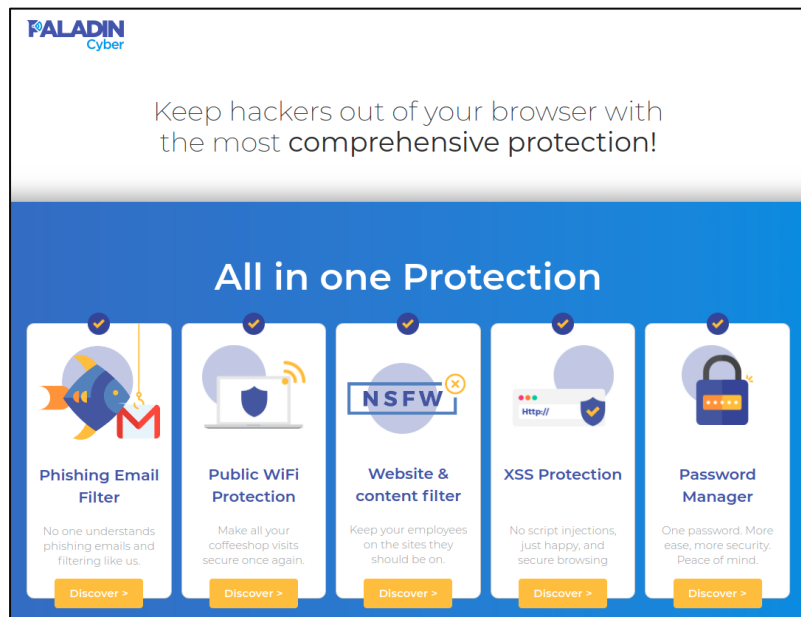 PALADIN
Cyber
Keep hackers out of your browser with
the most comprehensive protection!
All in one Protection
Phishing Email
Filter
No one understands
phishing emails and
filtering like us.
Discover >
Public WiFi
Protection
Make all your
coffeeshop visits
secure once again.
Discover >
NSFW
Website &
content filter
Keep your employees
on the sites they
should be on.
Discover >
Http://
XSS Protection
No script injections,
just happy, and
secure browsing
Discover >
Password
Manager
One password. More
ease, more security.
Peace of mind.
Discover >